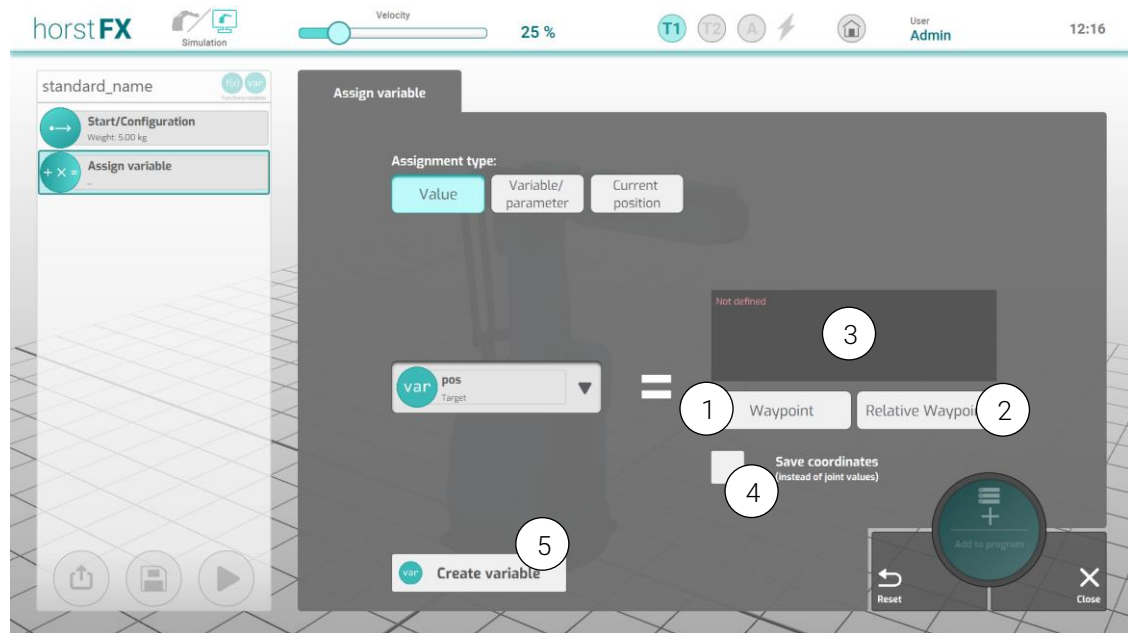 horstFX
Simulation
Velocity
25 %
T1
T2
A
User
Admin
12:16
standard_name
f(x)
var
Functions/variables
Start/Configuration
Weight: 5.00 kg
+ × =
Assign variable
_
Assign variable
Assignment type:
Value
Variable/
parameter
Current
position
Not defined
3
var
pos
Target
=
1
Waypoint
Relative Waypoi
2
Save coordinates
(instead of joint values)
4
5
var
Create variable
+
Add to program
Reset
Close